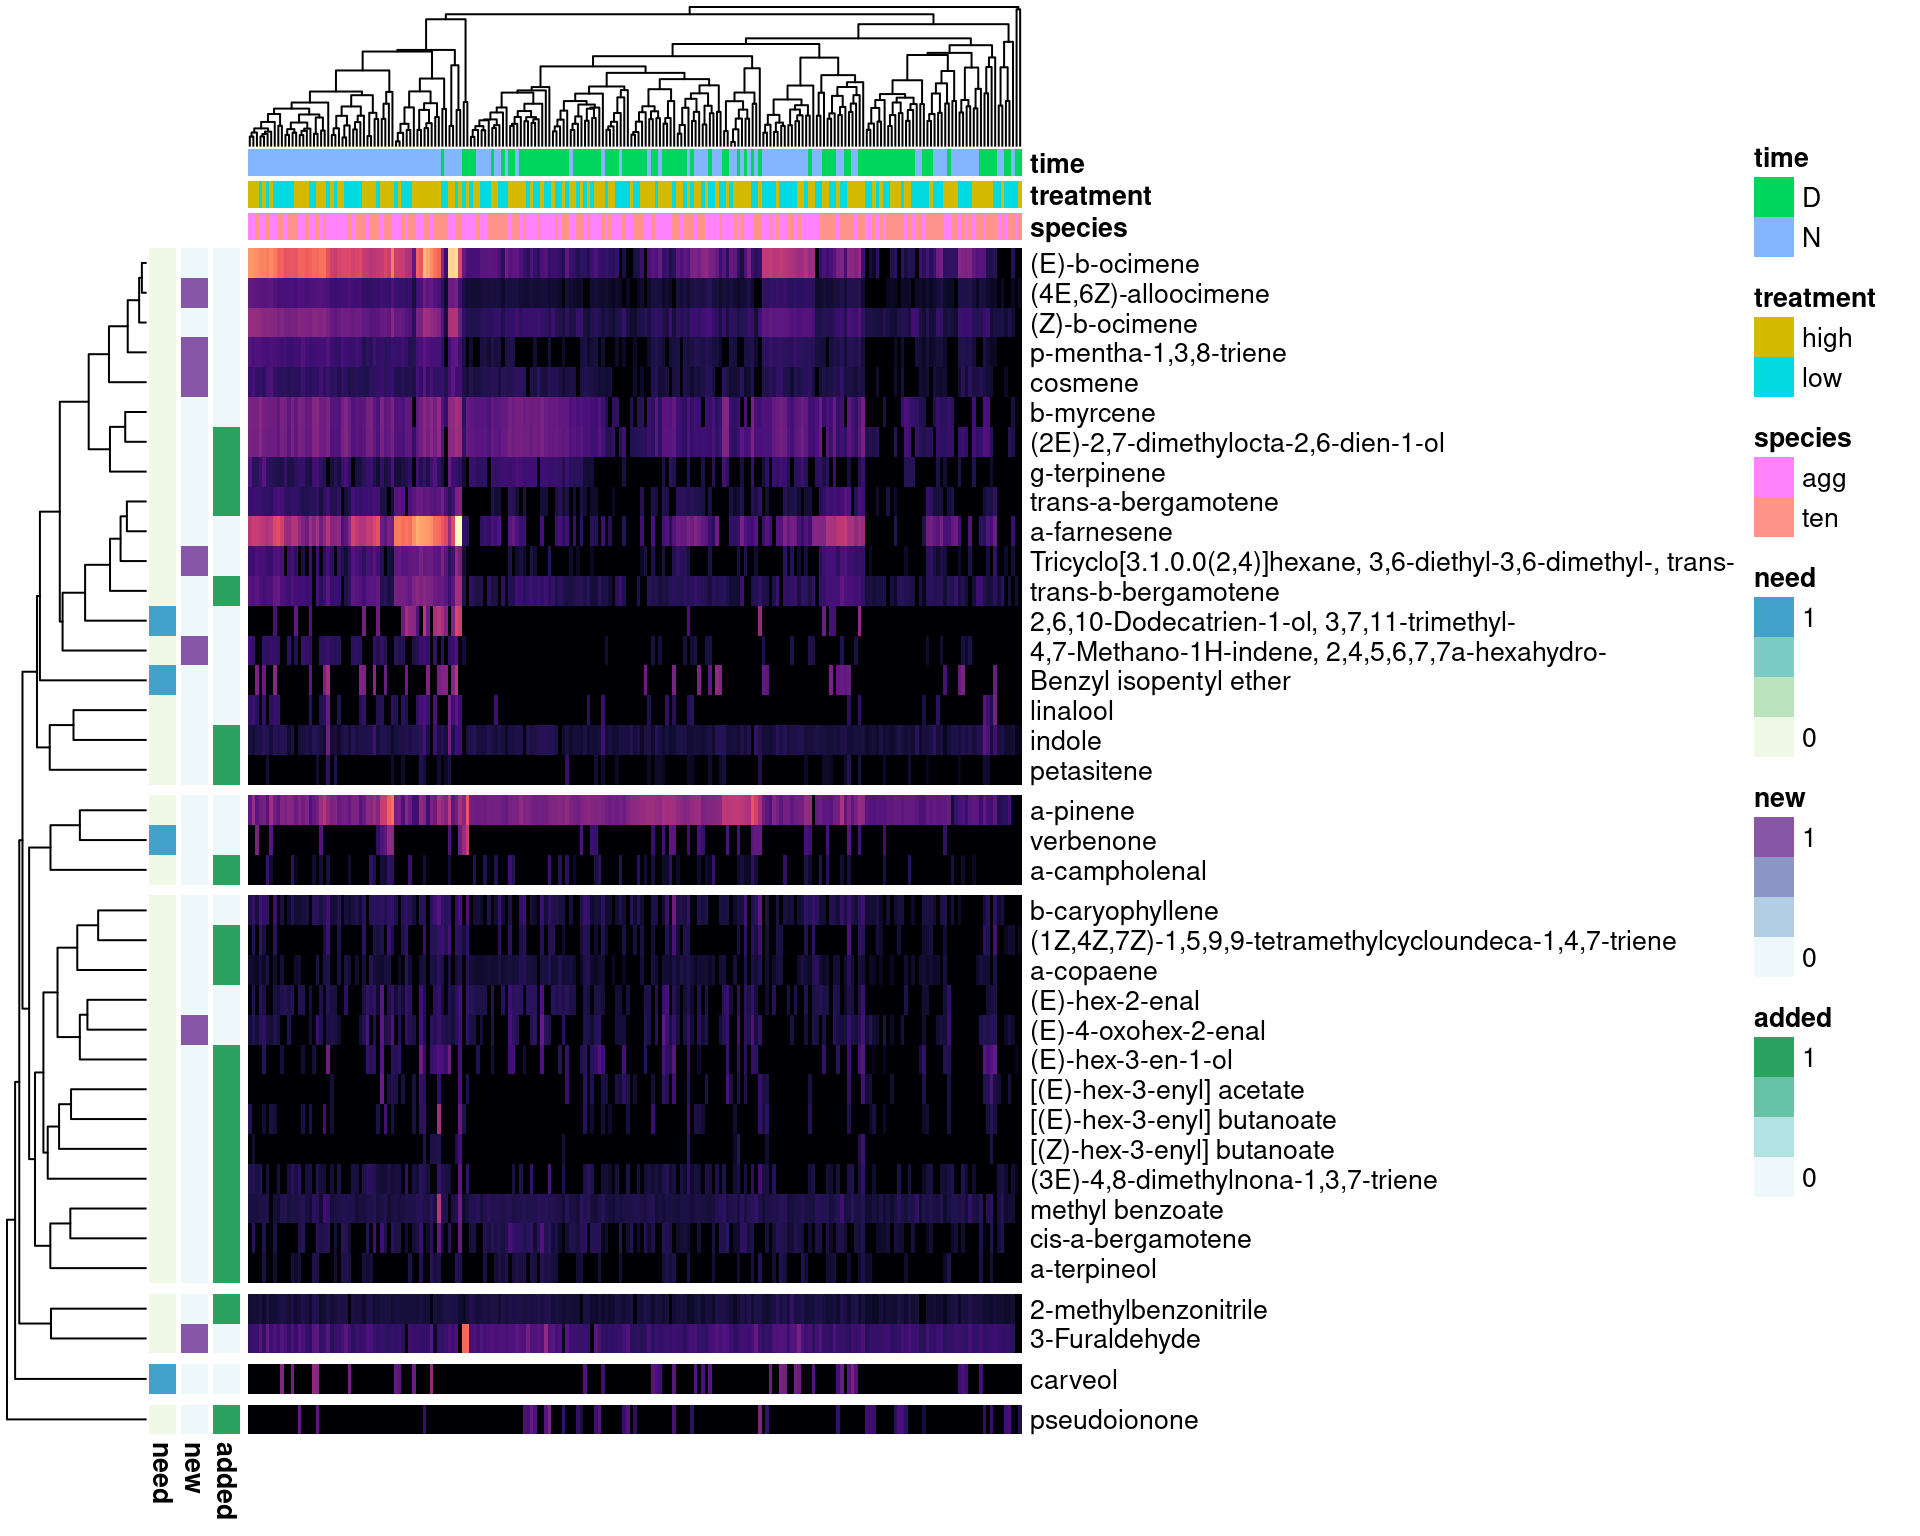 time
treatment
species
(E)-b-ocimene
(4E,6Z)-alloocimene
(Z)-b-ocimene
p-mentha-1,3,8-triene
cosmene
b-myrcene
(2E)-2,7-dimethylocta-2,6-dien-1-ol
g-terpinene
trans-a-bergamotene
a-farnesene
Tricyclo[3.1.0.0(2,4)]hexane, 3,6-diethyl-3,6-dimethyl-, trans-
trans-b-bergamotene
2,6,10-Dodecatrien-1-ol, 3,7,11-trimethyl-
4,7-Methano-1H-indene, 2,4,5,6,7,7a-hexahydro-
Benzyl isopentyl ether
linalool
indole
petasitene
a-pinene
verbenone
a-campholenal
b-caryophyllene
(1Z,4Z,7Z)-1,5,9,9-tetramethylcycloundeca-1,4,7-triene
a-copaene
(E)-hex-2-enal
(E)-4-oxohex-2-enal
(E)-hex-3-en-1-ol
[(E)-hex-3-enyl] acetate
[(E)-hex-3-enyl] butanoate
[(Z)-hex-3-enyl] butanoate
(3E)-4,8-dimethylnona-1,3,7-triene
methyl benzoate
cis-a-bergamotene
a-terpineol
2-methylbenzonitrile
3-Furaldehyde
carveol
pseudoionone
need
new
added
time
D
N
treatment
high
low
species
agg
ten
need
1
0
new
1
0
added
1
0